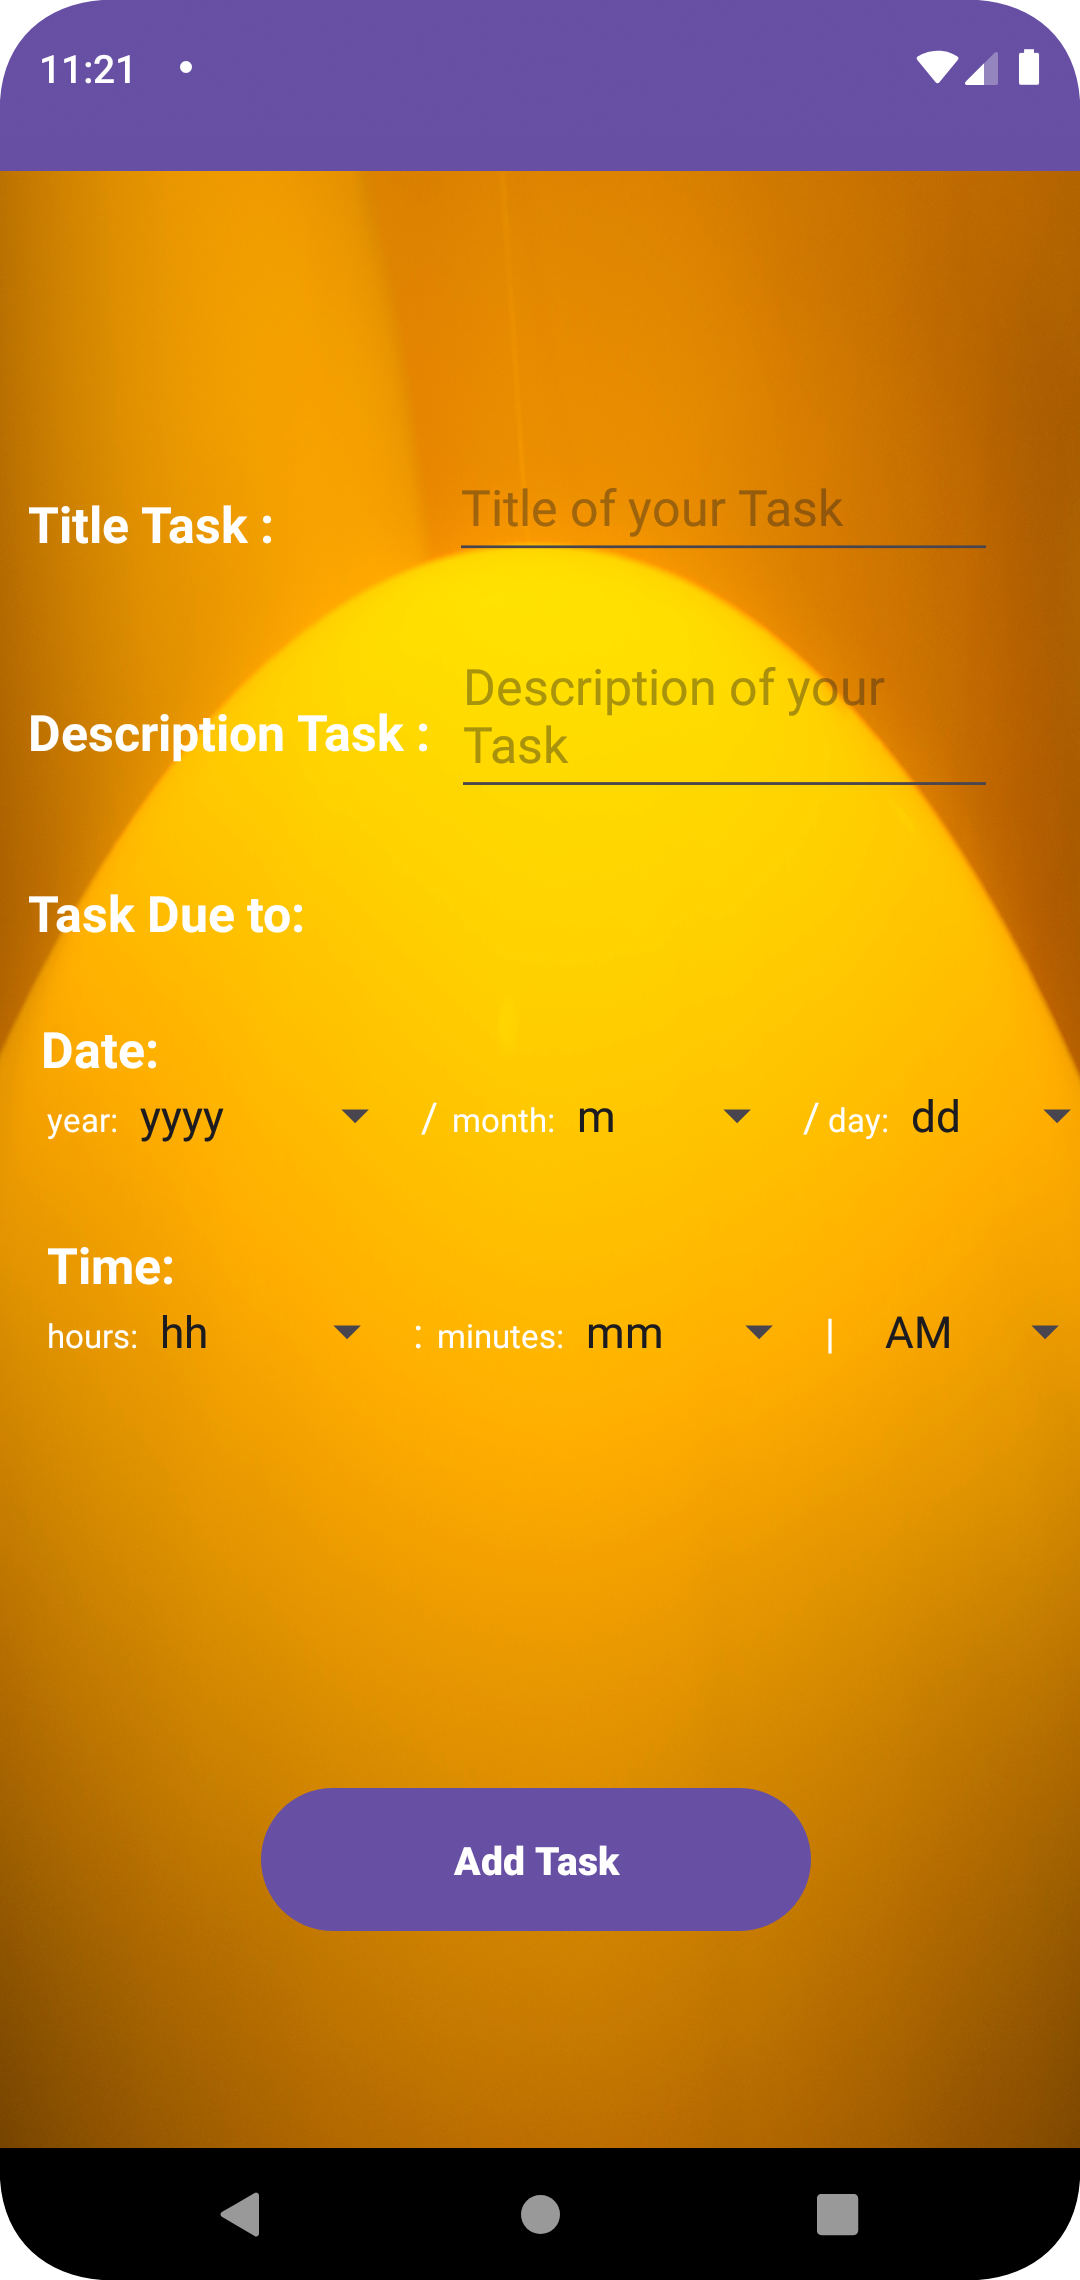 11:21
Title Task :
Title of your Task
Description Task :
Description of your
Task
Task Due to:
Date:
year: yyyy / month: m / day: dd
Time:
hours: hh : minutes: mm | AM
Add Task